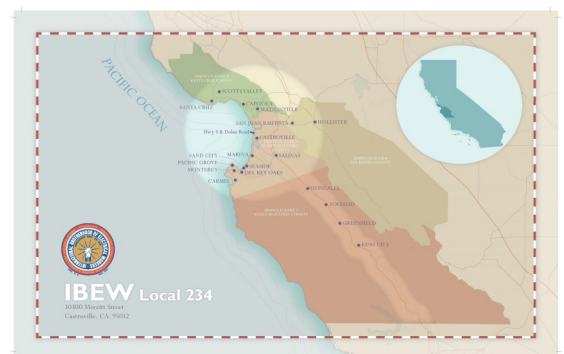 PACIFIC OCEAN
SCOTTS VALLEY
SANTA CRUZ
CAPITOLA
WATSONVILLE
SAN JUAN BAUTISTA
HOLLISTER
Hwy 1 & Dolan Road
CASTROVILLE
SAND CITY
MARINA
SALINAS
PACIFIC GROVE
SEASIDE
MONTEREY
DEL REY OAKS
CARMEL
GONZALES
SOLEDAD
GREENFIELD
KING CITY
IBEW Local 234
10300 Merritt Street
Castroville, CA 95012